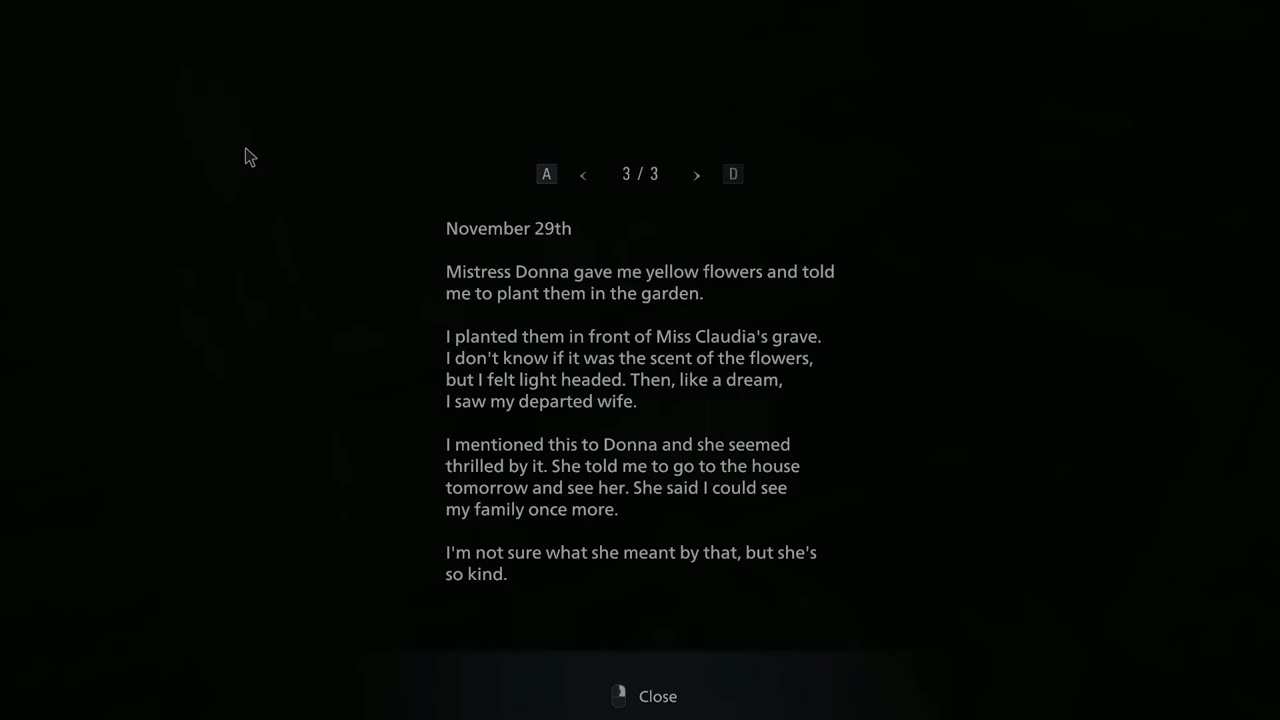 A < 3 / 3 > D
November 29th
Mistress Donna gave me yellow flowers and told
me to plant them in the garden.
I planted them in front of Miss Claudia's grave.
I don't know if it was the scent of the flowers,
but I felt light headed. Then, like a dream,
I saw my departed wife.
I mentioned this to Donna and she seemed
thrilled by it. She told me to go to the house
tomorrow and see her. She said I could see
my family once more.
I'm not sure what she meant by that, but she's
so kind.
Close